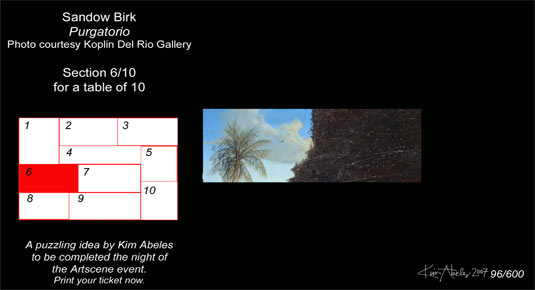 Sandow Birk
Purgatorio
Photo courtesy Koplin Del Rio Gallery
Section 6/10
for a table of 10
1
2
3
4
5
6
7
10
8
9
A puzzling idea by Kim Abeles
to be completed the night of
the Artscene event.
Print your ticket now.
Kim Abeles 2007 96/600